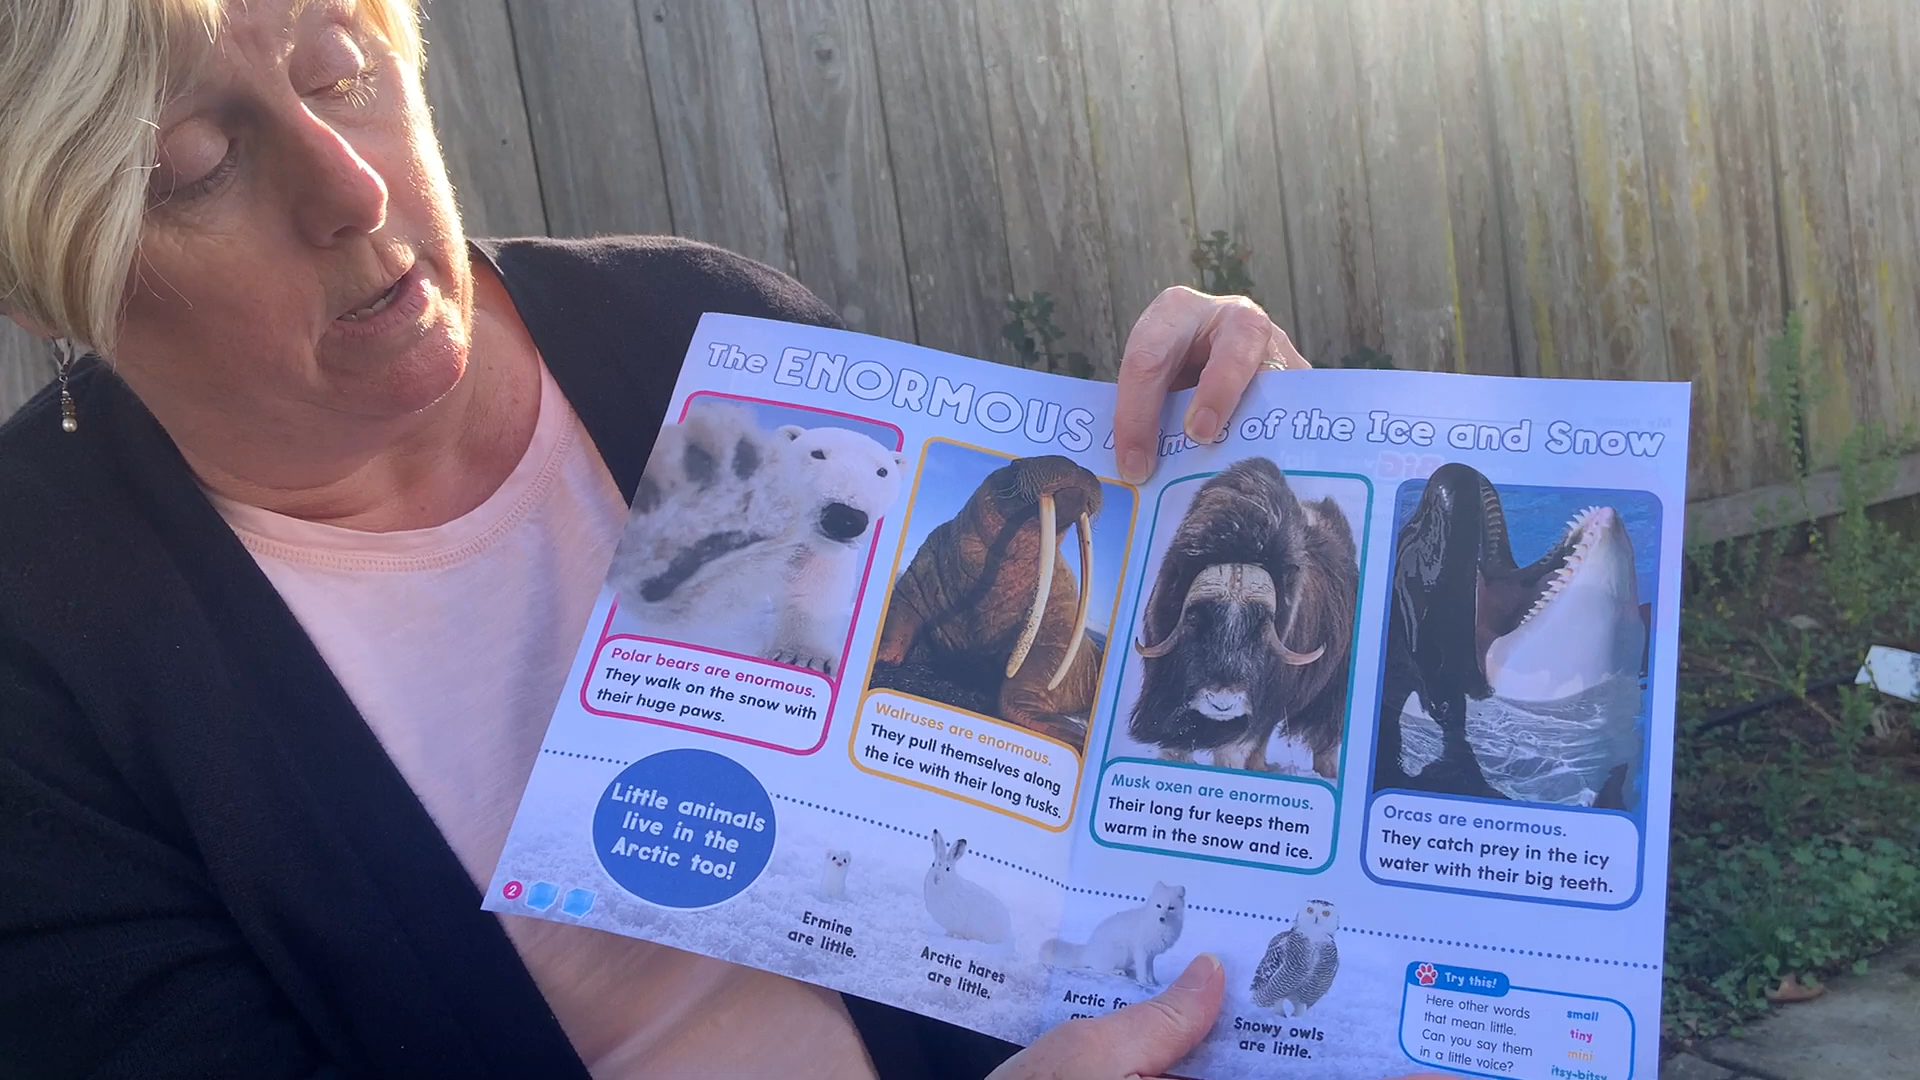 The ENORMOUS Animals of the Ice and Snow
Polar bears are enormous.
They walk on the snow with
their huge paws.
Walruses are enormous.
They pull themselves along
the ice with their long tusks.
Musk oxen are enormous.
Their long fur keeps them
warm in the snow and ice.
Orcas are enormous.
They catch prey in the icy
water with their big teeth.
Little animals
live in the
Arctic too!
Ermine
are little.
Arctic hares
are little.
Arctic
Snowy owls
are little.
Try this!
Here other words
that mean little.
Can you say them
in a little voice?
small
tiny
mini
itsy-bitsy
2